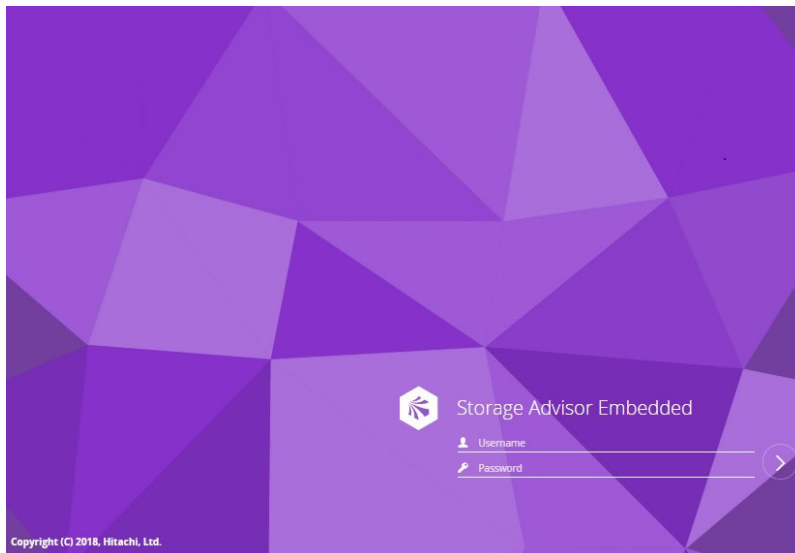 Storage Advisor Embedded
Username
Password
Copyright (C) 2018, Hitachi, Ltd.